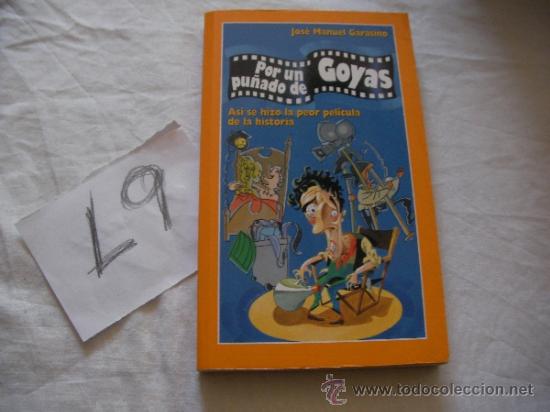 José Manuel Garasino
Por un
puñado de
Goyas
Así se hizo la peor película
de la historia
L9
todocoleccion
www.todocoleccion.net